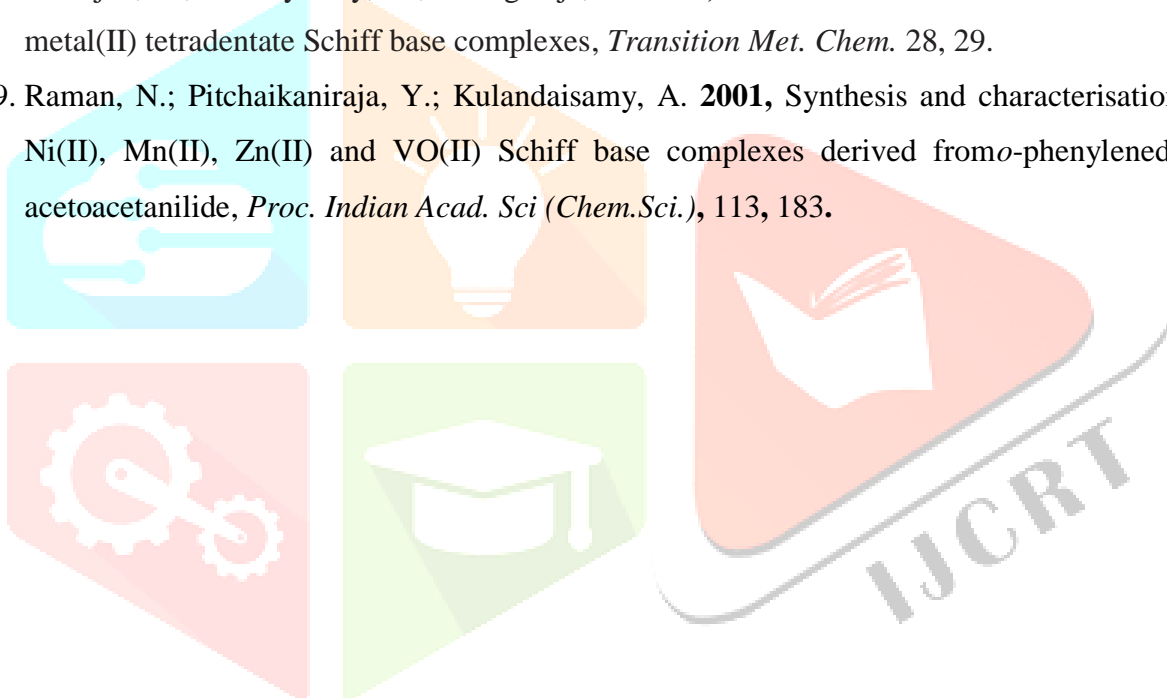 metal(II) tetradentate Schiff base complexes, Transition Met. Chem. 28, 29.
9. Raman, N.; Pitchaikaniraja, Y.; Kulandaisamy, A. 2001, Synthesis and characterisation
Ni(II), Mn(II), Zn(II) and VO(II) Schiff base complexes derived fromo-phenylened
acetoacetanilide, Proc. Indian Acad. Sci (Chem.Sci.), 113, 183.
IJCRT